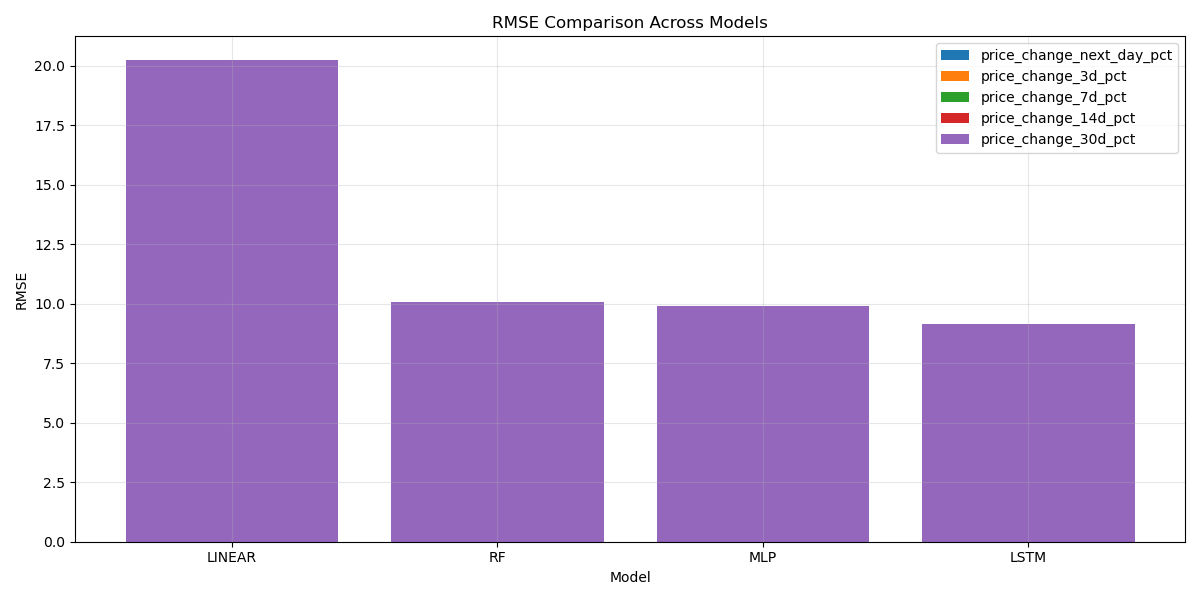 RMSE Comparison Across Models
price_change_next_day_pct
price_change_3d_pct
price_change_7d_pct
price_change_14d_pct
price_change_30d_pct
RMSE
20.0
17.5
15.0
12.5
10.0
7.5
5.0
2.5
0.0
LINEAR RF MLP LSTM
Model